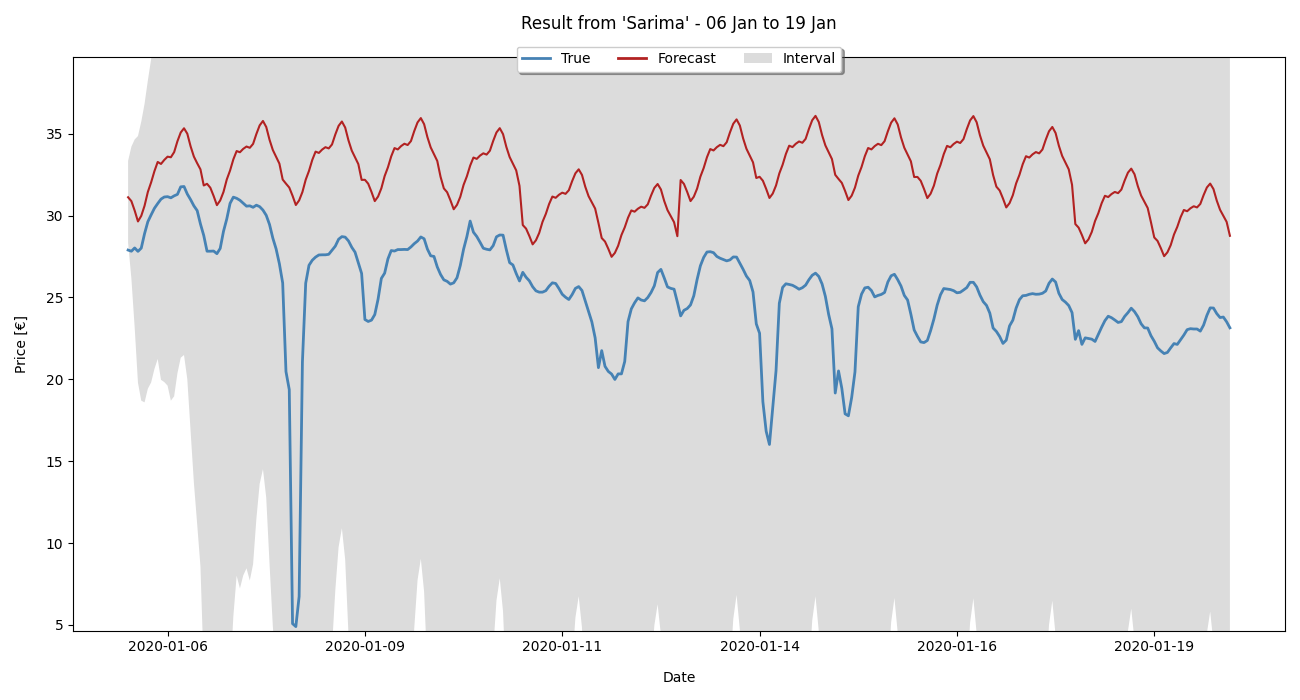 Result from 'Sarima' - 06 Jan to 19 Jan
True Forecast Interval
Price [€]
35
30
25
20
15
10
5
2020-01-06 2020-01-09 2020-01-11 2020-01-14 2020-01-16 2020-01-19
Date